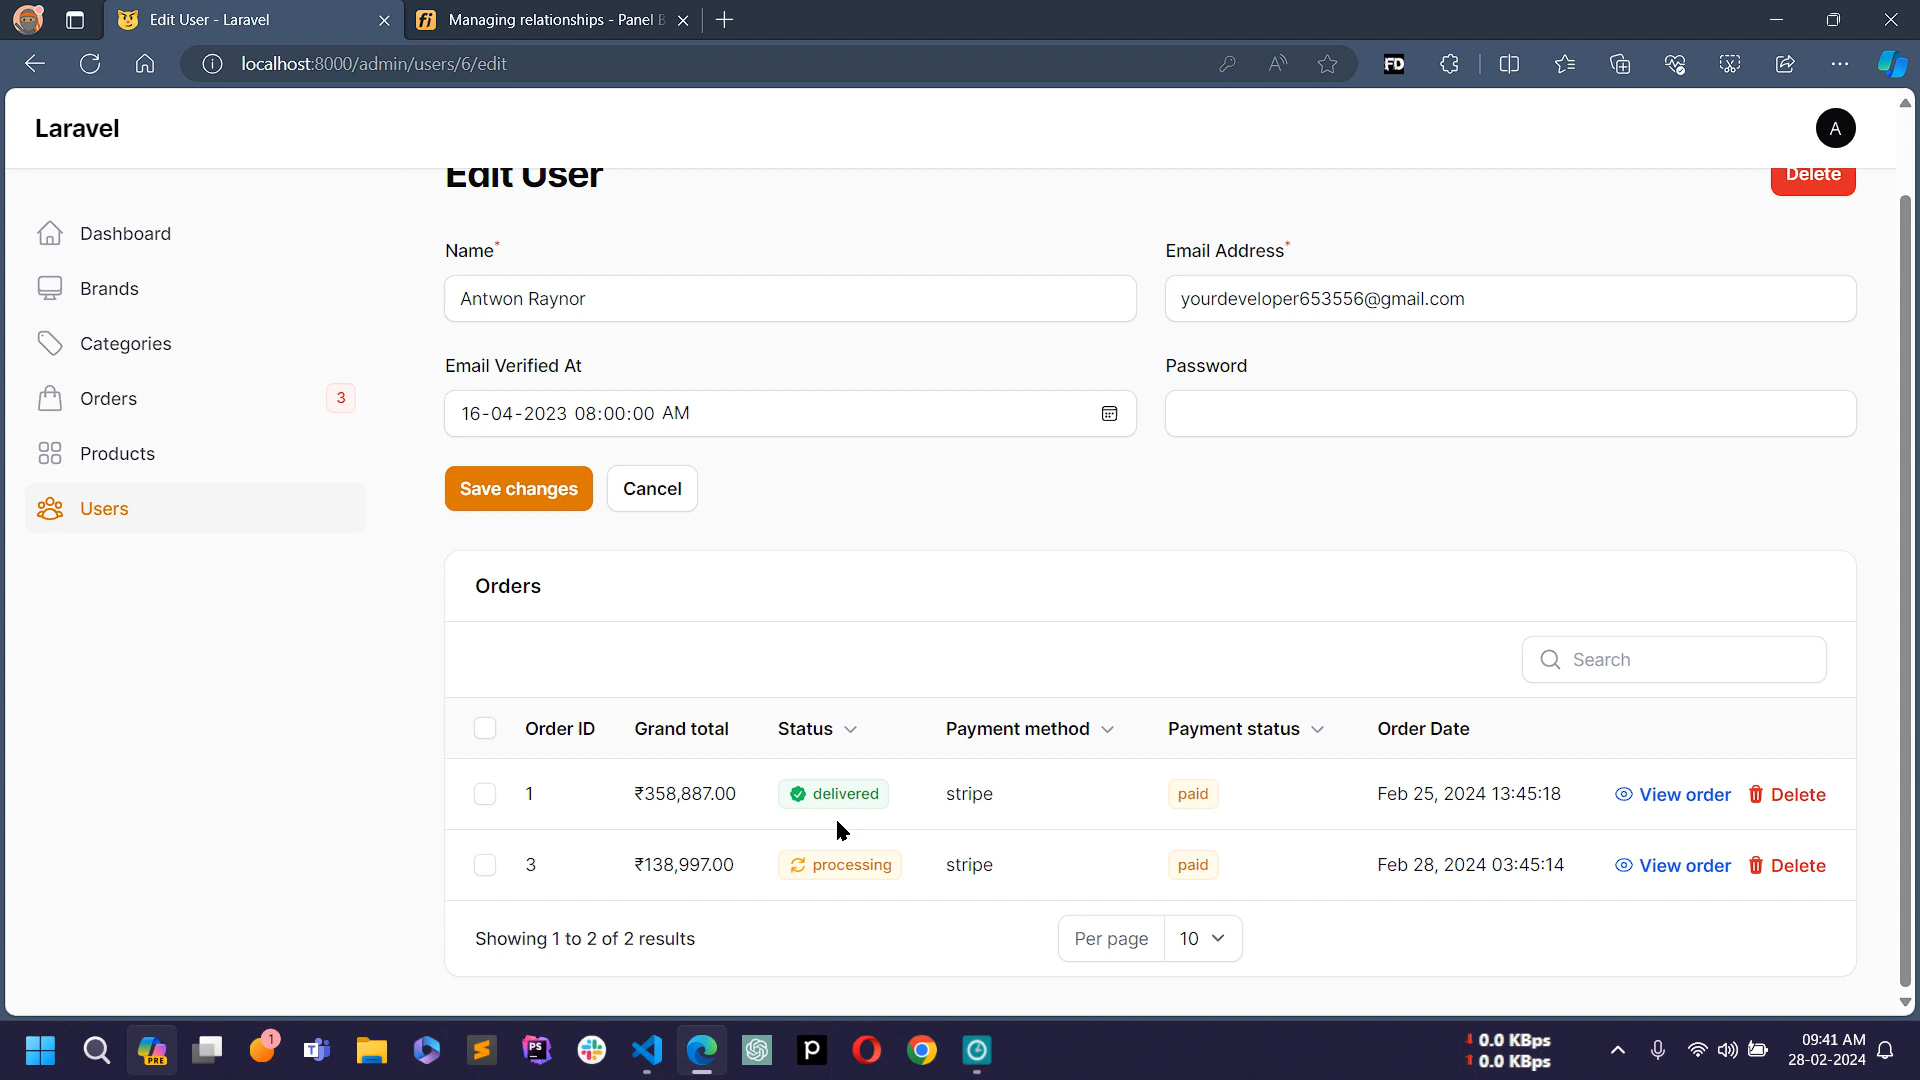 Edit User - Laravel
Managing relationships - Panel B
localhost:8000/admin/users/6/edit
FD
Laravel
A
Edit User
Delete
Dashboard
Brands
Categories
Orders
3
Products
Users
Name*
Email Address*
Antwon Raynor
yourdeveloper653556@gmail.com
Email Verified At
Password
16-04-2023 08:00:00 AM
Save changes
Cancel
Orders
Search
Order ID
Grand total
Status
Payment method
Payment status
Order Date
1
₹358,887.00
delivered
stripe
paid
Feb 25, 2024 13:45:18
View order
Delete
3
₹138,997.00
processing
stripe
paid
Feb 28, 2024 03:45:14
View order
Delete
Showing 1 to 2 of 2 results
Per page
10
PRE
1
PS
0.0 KBps
0.0 KBps
09:41 AM
28-02-2024